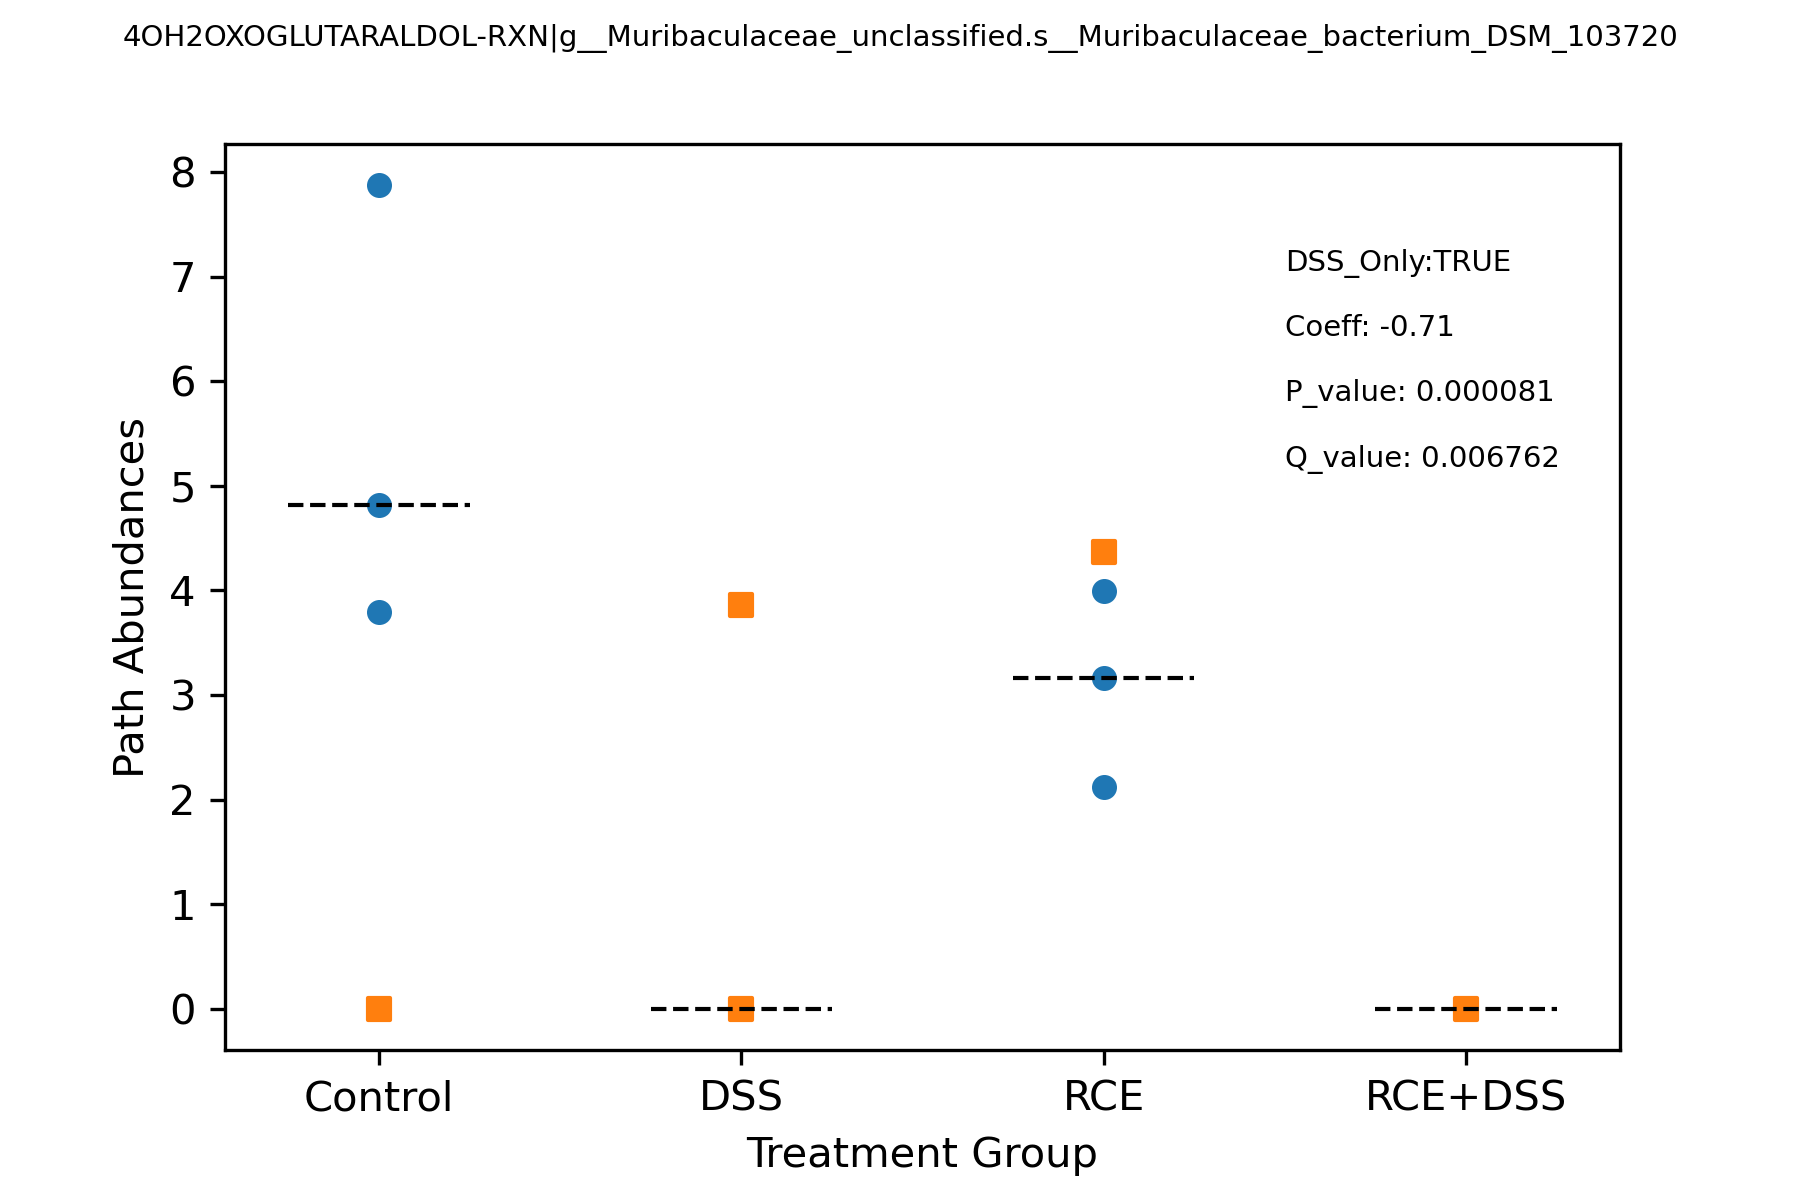 4OH2OXOGLUTARALDOL-RXN|g__Muribaculaceae_unclassified.s__Muribaculaceae_bacterium_DSM_103720
8
7
6
5
4
3
2
1
0
Path Abundances
DSS_Only:TRUE
Coeff: -0.71
P_value: 0.000081
Q_value: 0.006762
Control
DSS
RCE
RCE+DSS
Treatment Group